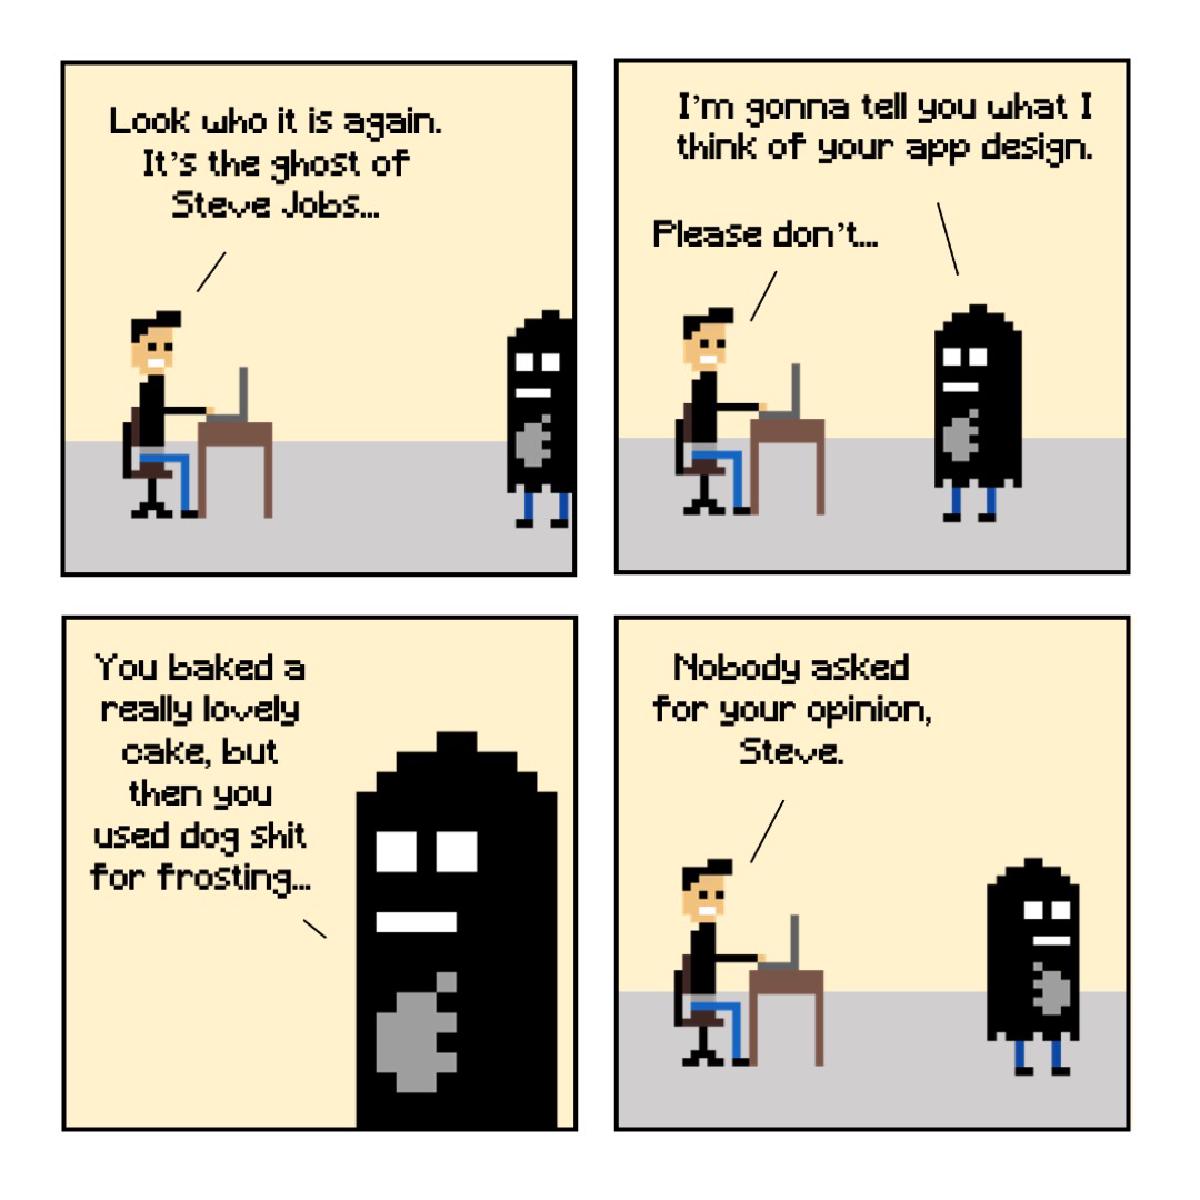 Look who it is again.
It's the ghost of
Steve Jobs...
I'm gonna tell you what I
think of your app design.
Please don't...
You baked a
really lovely
cake, but
then you
used dog shit
for frosting...
Nobody asked
for your opinion,
Steve.